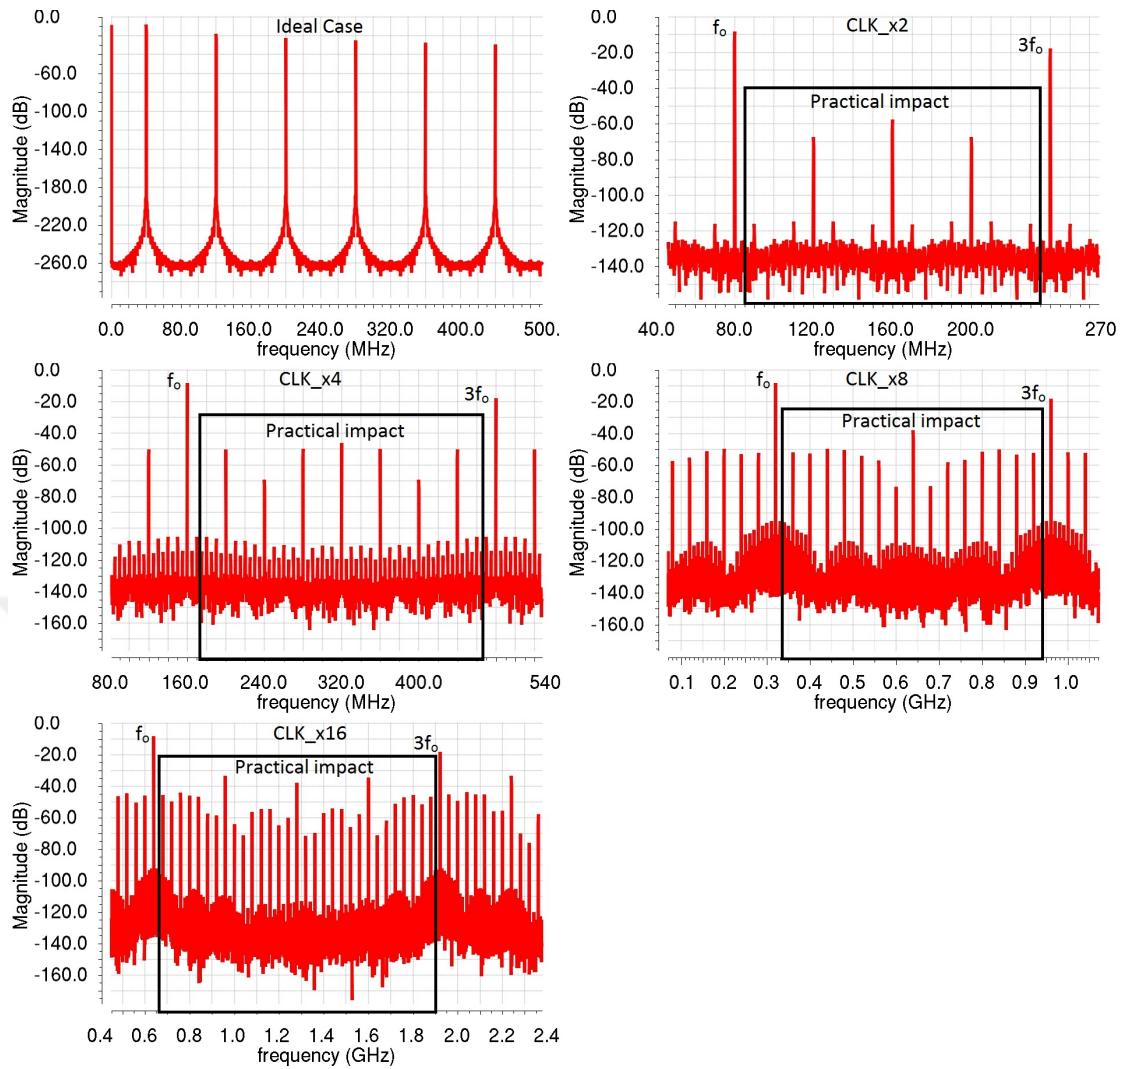 Ideal Case
Magnitude (dB)
0.0
-60.0
-100.0
-140.0
-180.0
-220.0
-260.0
0.0 80.0 160.0 240.0 320.0 400.0 500.
frequency (MHz)
CLK_x2
fₒ
3fₒ
Practical impact
Magnitude (dB)
0.0
-20.0
-40.0
-60.0
-80.0
-100.0
-120.0
-140.0
40.0 80.0 120.0 160.0 200.0 270
frequency (MHz)
CLK_x4
fₒ
3fₒ
Practical impact
Magnitude (dB)
0.0
-20.0
-40.0
-60.0
-80.0
-100.0
-120.0
-140.0
-160.0
80.0 160.0 240.0 320.0 400.0 540
frequency (MHz)
CLK_x8
fₒ
3fₒ
Practical impact
Magnitude (dB)
0.0
-20.0
-40.0
-60.0
-80.0
-100.0
-120.0
-140.0
-160.0
0.1 0.2 0.3 0.4 0.5 0.6 0.7 0.8 0.9 1.0
frequency (GHz)
CLK_x16
fₒ
3fₒ
Practical impact
Magnitude (dB)
0.0
-20.0
-40.0
-60.0
-80.0
-100.0
-120.0
-140.0
-160.0
0.4 0.6 0.8 1.0 1.2 1.4 1.6 1.8 2.0 2.2 2.4
frequency (GHz)